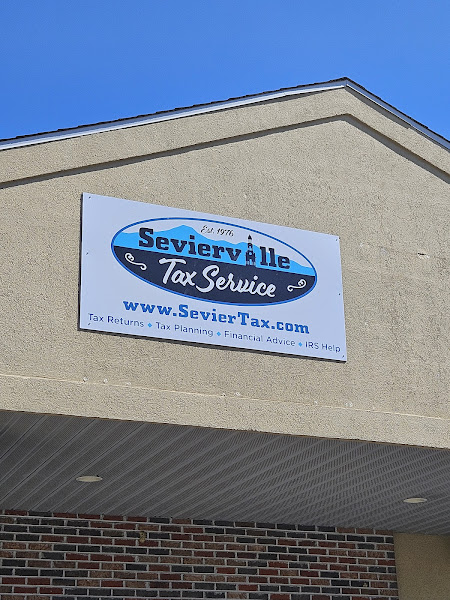 Est. 1976
Sevierville
Tax Service
www.SevierTax.com
Tax Returns ◆ Tax Planning ◆ Financial Advice ◆ IRS Help